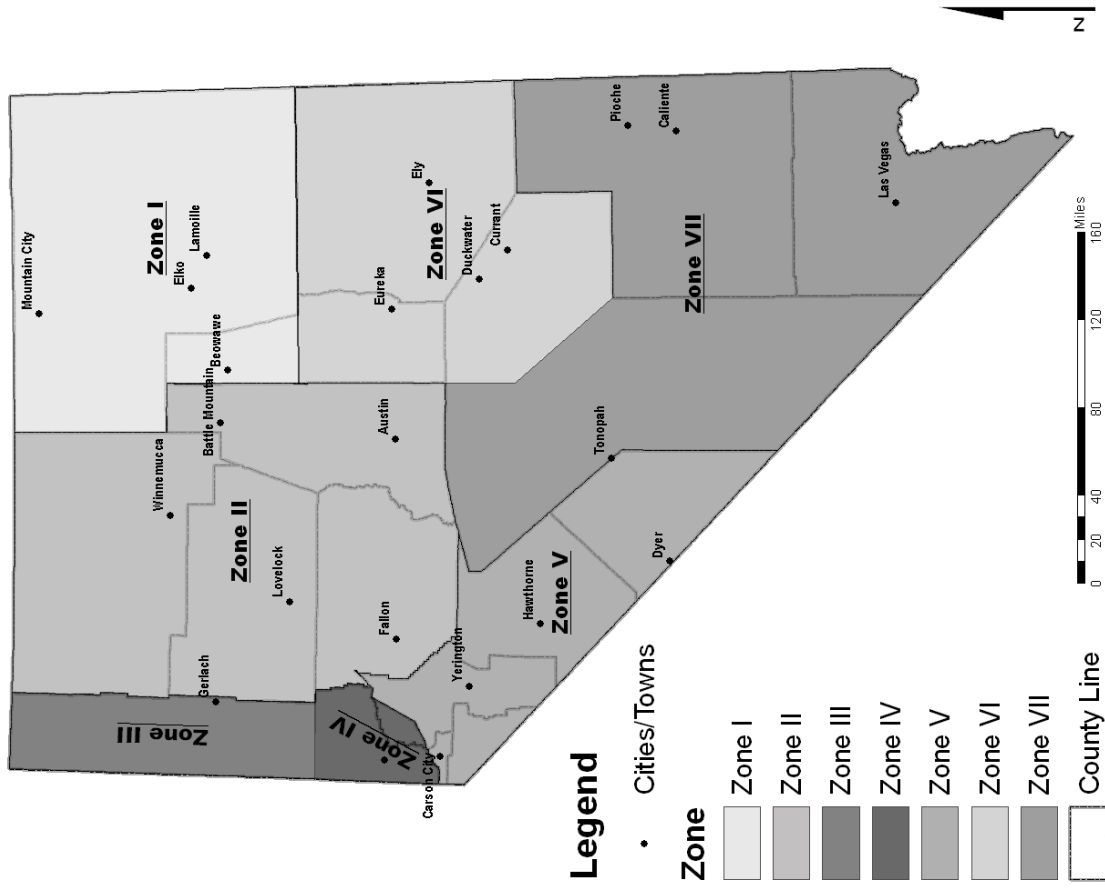 Mountain City
Zone I
Elko
Lamoille
Winnemucca
Battle Mountain
Beowawe
Gerlach
Zone III
Zone II
Lovelock
Fallon
Austin
Eureka
Zone VI
Ely
Duckwater
Currant
Zone IV
Carson City
Yerington
Hawthorne
Zone V
Dyer
Tonopah
Zone VII
Pioche
Caliente
Las Vegas
N
Legend
Cities/Towns
Zone
Zone I
Zone II
Zone III
Zone IV
Zone V
Zone VI
Zone VII
County Line
0 20 40 80 120 160
Miles